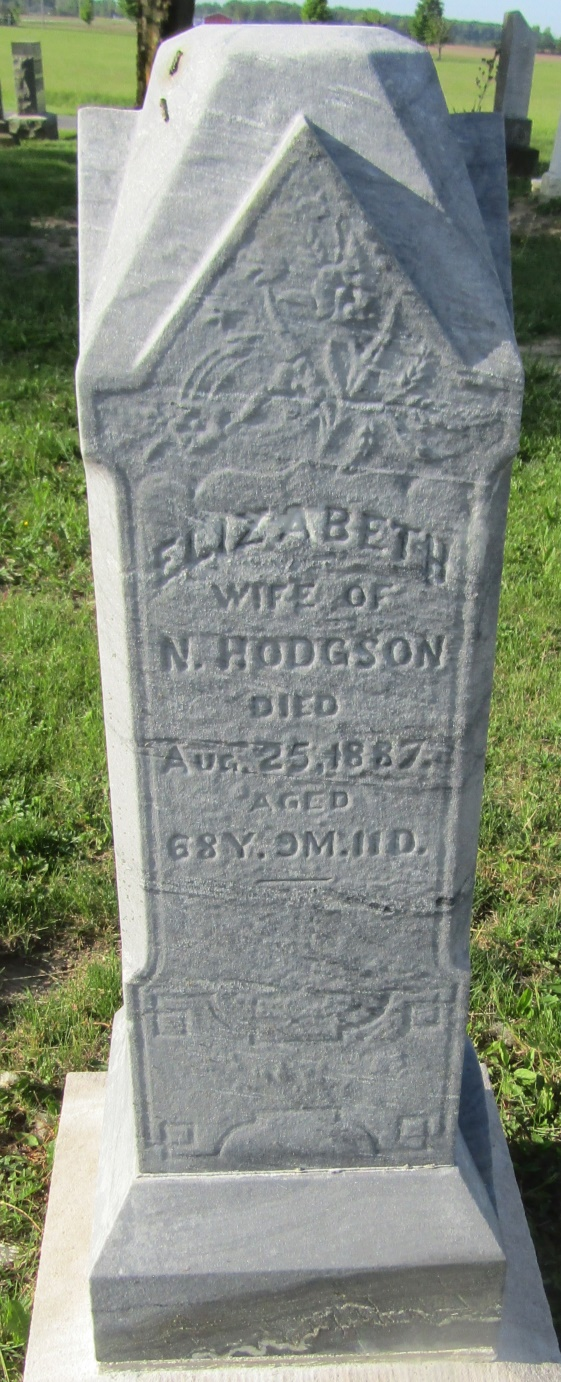 ELIZABETH
WIFE OF
N. HODGSON
DIED
AUG. 25, 1887.
AGED
68Y. 9M. 11D.